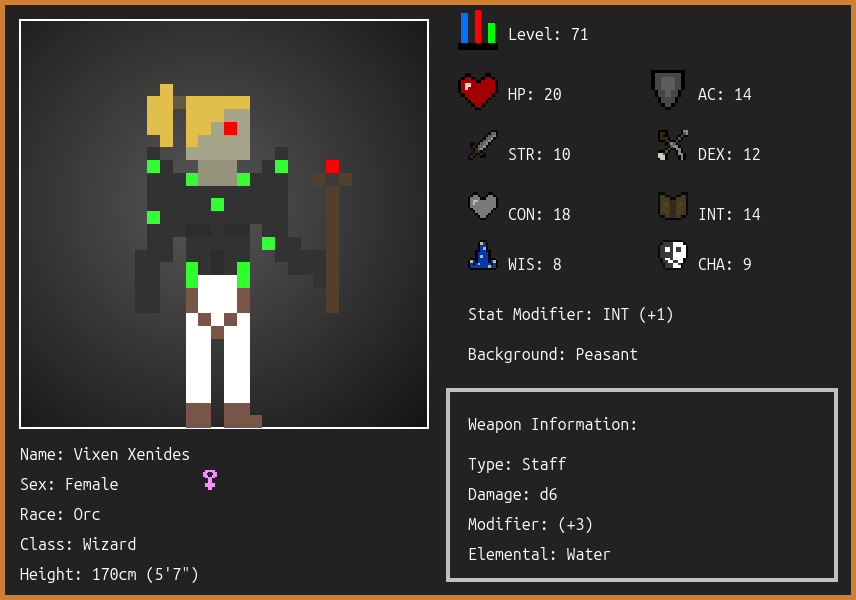 Level: 71
HP: 20
AC: 14
STR: 10
DEX: 12
CON: 18
INT: 14
WIS: 8
CHA: 9
Stat Modifier: INT (+1)
Background: Peasant
Weapon Information:
Type: Staff
Damage: d6
Modifier: (+3)
Elemental: Water
Name: Vixen Xenides
Sex: Female
Race: Orc
Class: Wizard
Height: 170cm (5'7")